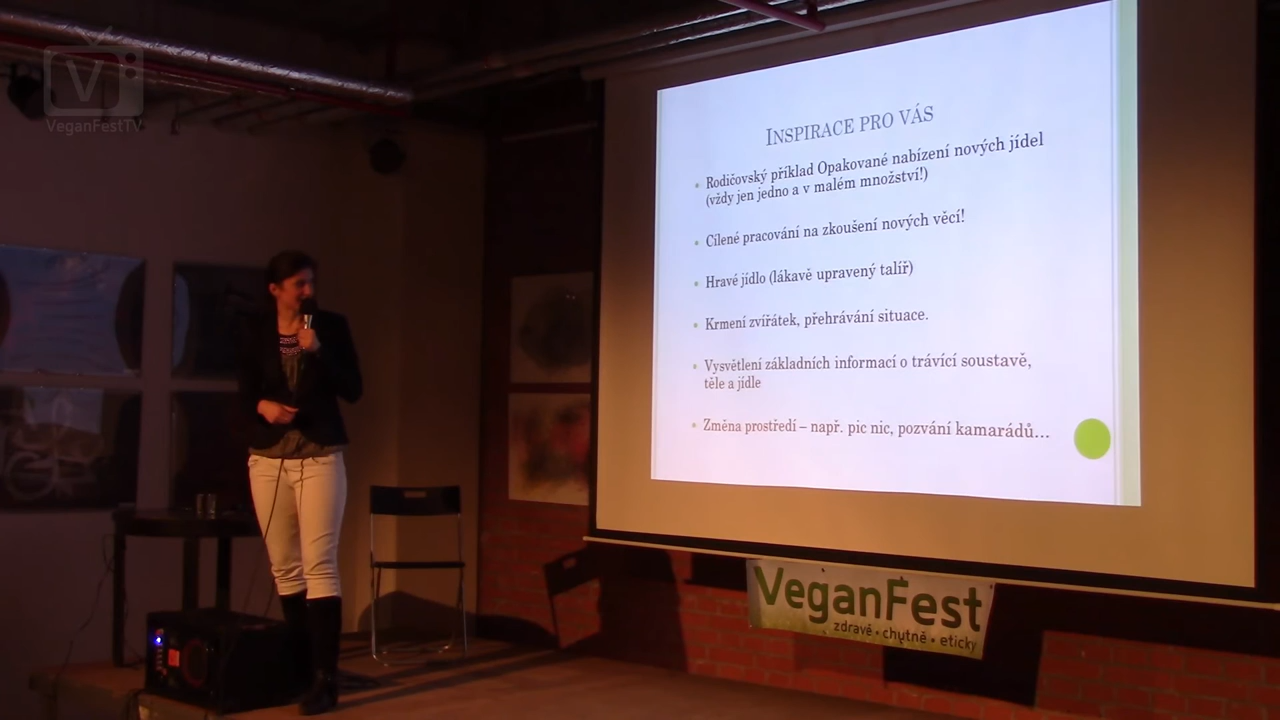 VeganFestTV
INSPIRACE PRO VÁS
Rodičovský příklad Opakované nabízení nových jídel
(vždy jen jedno a v malém množství!)
Cílené pracování na zkoušení nových věcí!
Hravé jídlo (lákavě upravený talíř)
Krmení zvířátek, přehrávání situace.
Vysvětlení základních informací o trávící soustavě,
těle a jídle
Změna prostředí – např. pic nic, pozvání kamarádů…
VeganFest
zdravě • chutně • eticky